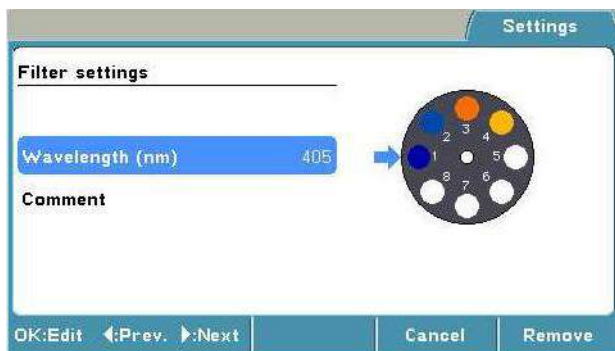 Settings
Filter settings
Wavelength (nm) 405
Comment
1
2
3
4
5
6
7
8
OK:Edit ◀:Prev. ▶:Next Cancel Remove